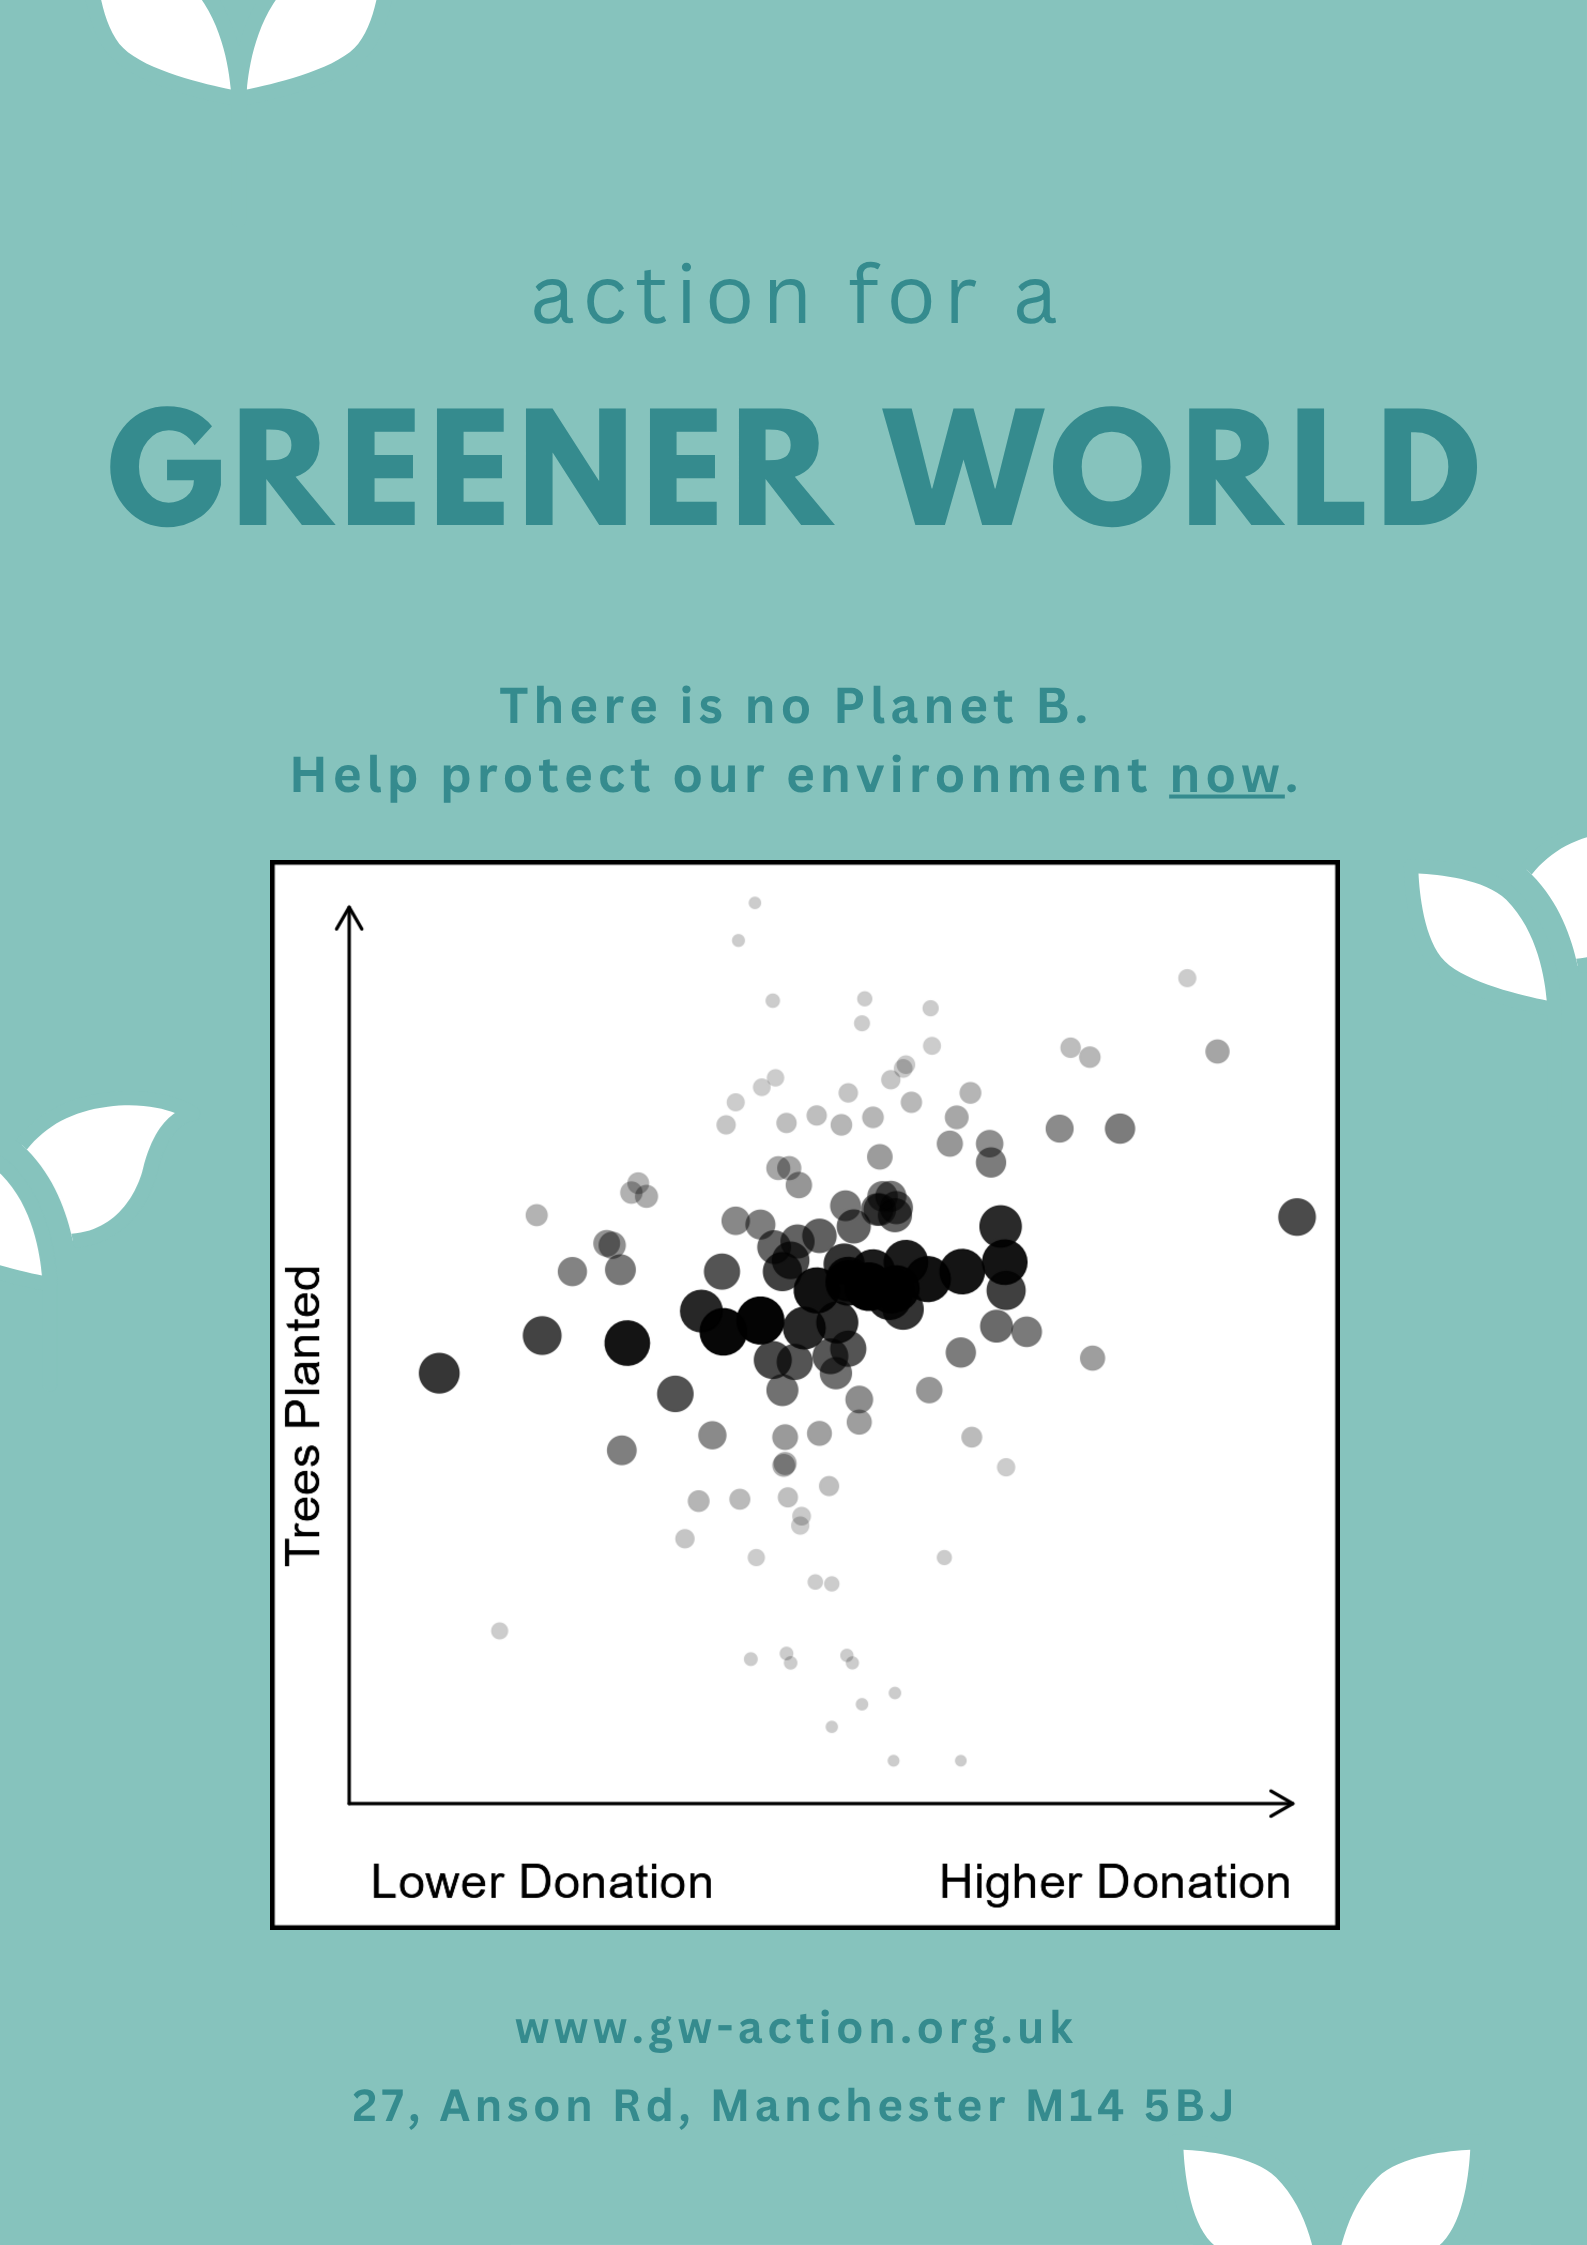 action for a
GREENER WORLD
There is no Planet B.
Help protect our environment now.
Trees Planted
Lower Donation
Higher Donation
www.gw-action.org.uk
27, Anson Rd, Manchester M14 5BJ